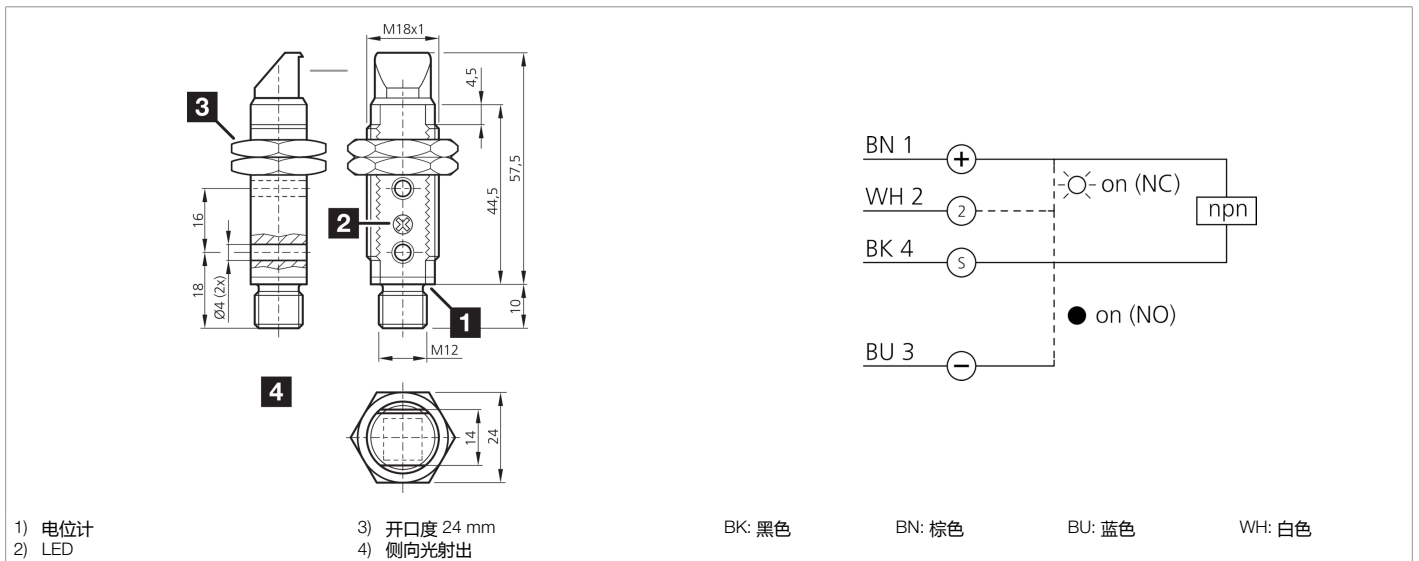 M18x1
4,5
57,5
44,5
3
2
16
18
Ø4 (2x)
10
1
M12
4
14
24
BN 1
+
on (NC)
WH 2
2
npn
BK 4
S
on (NO)
BU 3
−
1) 电位计
2) LED
3) 开口度 24 mm
4) 侧向光射出
BK: 黑色
BN: 棕色
BU: 蓝色
WH: 白色